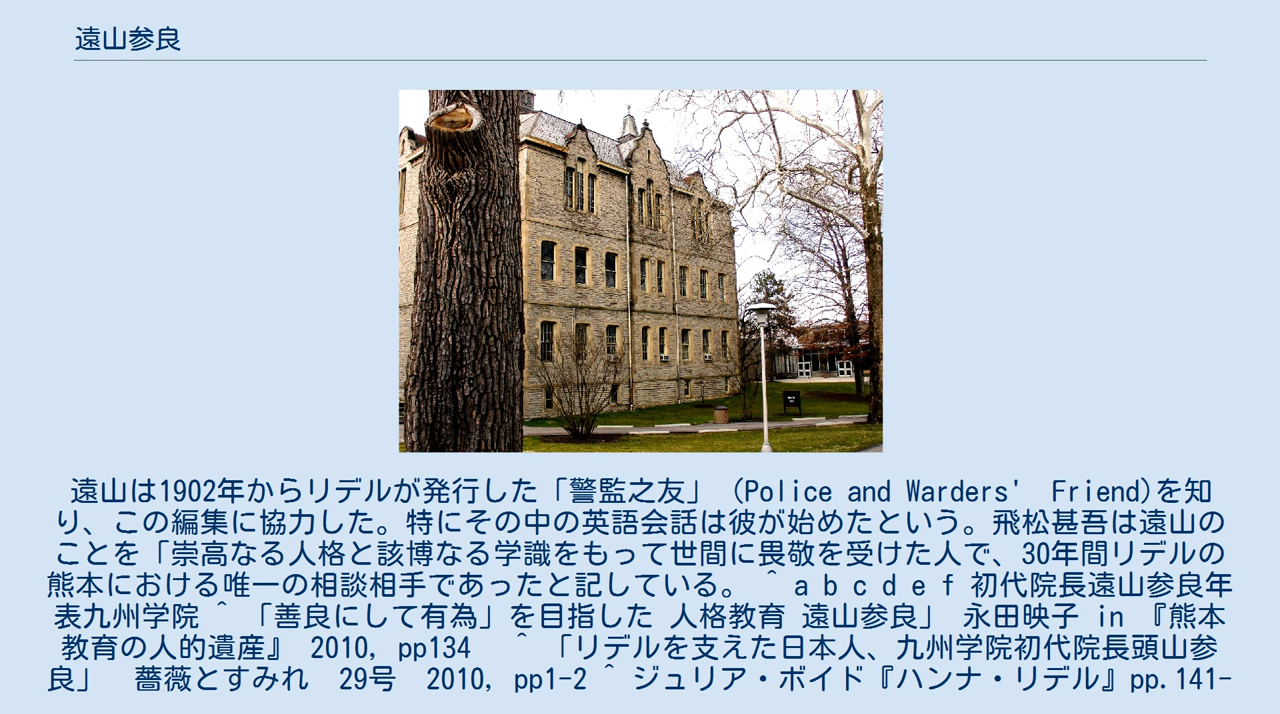 遠山参良
遠山は1902年からリデルが発行した「警監之友」 (Police and Warders'　Friend)を知
り、この編集に協力した。特にその中の英語会話は彼が始めたという。飛松甚吾は遠山の
ことを「崇高なる人格と該博なる学識をもって世間に畏敬を受けた人で、30年間リデルの
熊本における唯一の相談相手であったと記している。 ^ a b c d e f 初代院長遠山参良年
表九州学院 ^ 「善良にして有為」を目指した 人格教育 遠山参良」 永田映子 in 『熊本
教育の人的遺産』 2010, pp134　 ^ 「リデルを支えた日本人、九州学院初代院長頭山参
良」　薔薇とすみれ　29号　2010, pp1-2 ^ ジュリア・ボイド『ハンナ・リデル』pp.141-